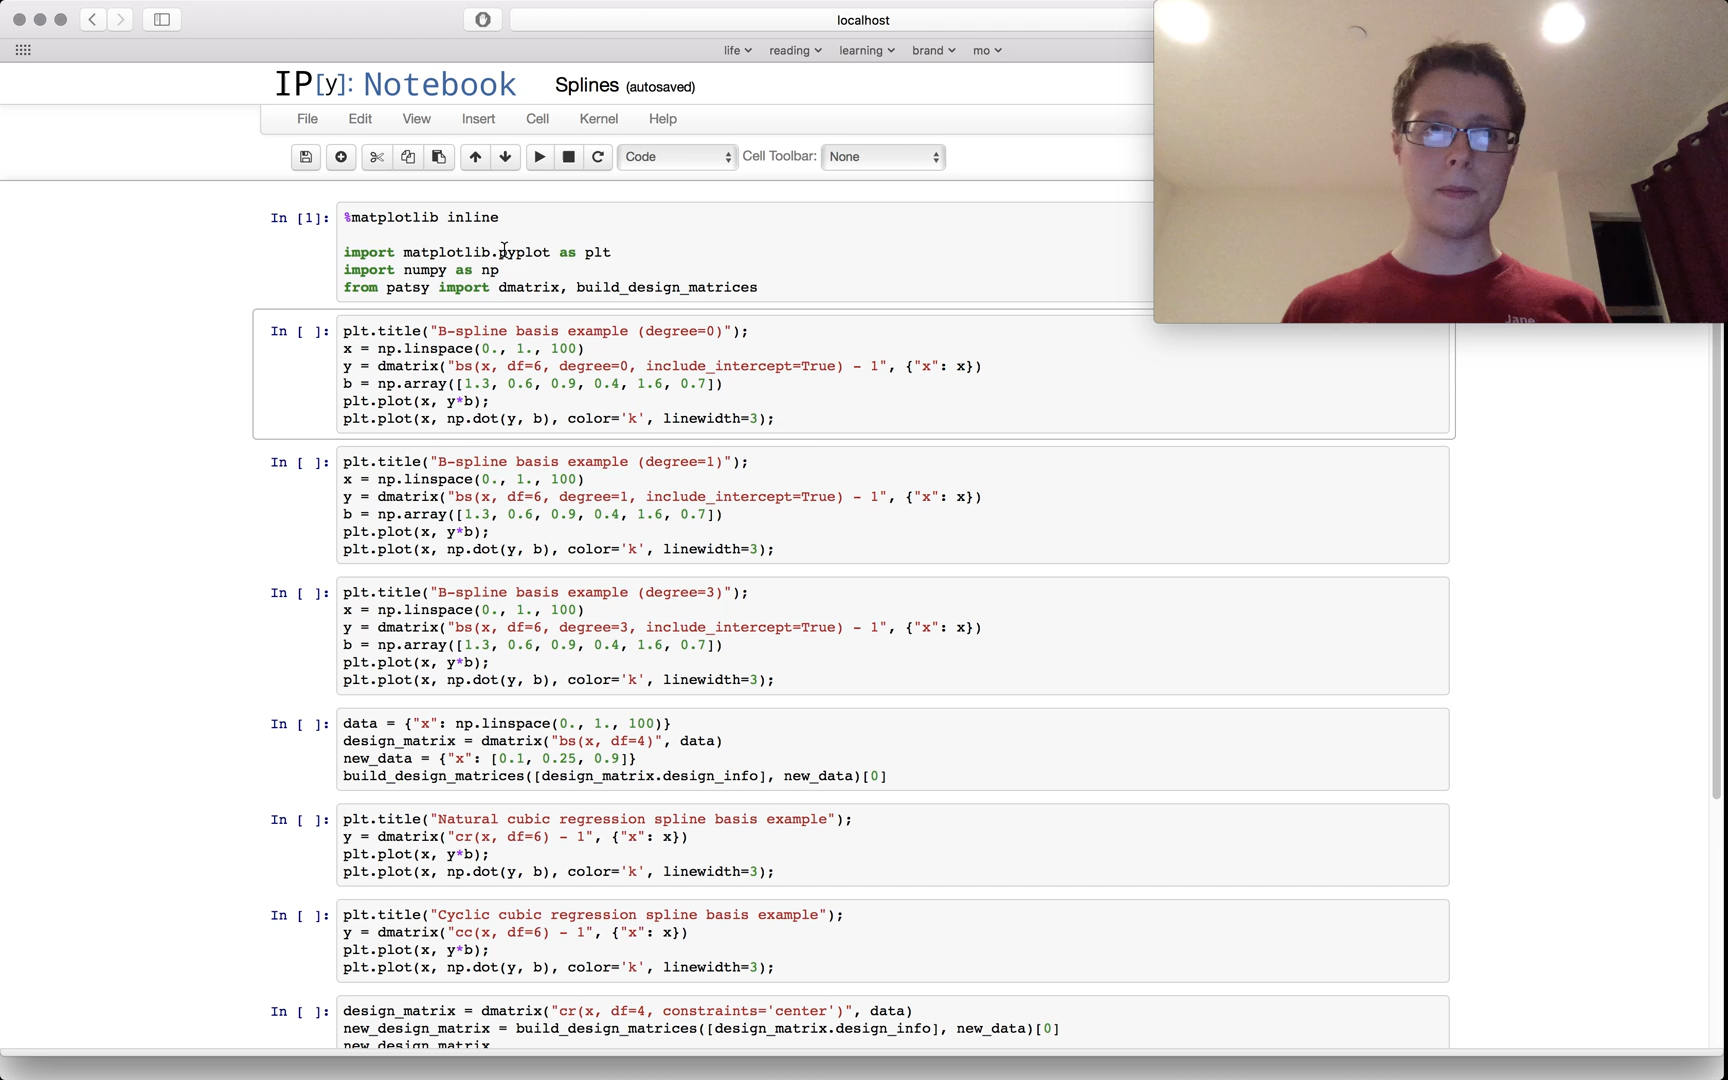 localhost
life reading learning brand mo
IP[y]: Notebook Splines (autosaved)
File Edit View Insert Cell Kernel Help
Code Cell Toolbar: None
In [1]: %matplotlib inline
import matplotlib.pyplot as plt
import numpy as np
from patsy import dmatrix, build_design_matrices
Jane
In [ ]: plt.title("B-spline basis example (degree=0)");
x = np.linspace(0., 1., 100)
y = dmatrix("bs(x, df=6, degree=0, include_intercept=True) - 1", {"x": x})
b = np.array([1.3, 0.6, 0.9, 0.4, 1.6, 0.7])
plt.plot(x, y*b);
plt.plot(x, np.dot(y, b), color='k', linewidth=3);
In [ ]: plt.title("B-spline basis example (degree=1)");
x = np.linspace(0., 1., 100)
y = dmatrix("bs(x, df=6, degree=1, include_intercept=True) - 1", {"x": x})
b = np.array([1.3, 0.6, 0.9, 0.4, 1.6, 0.7])
plt.plot(x, y*b);
plt.plot(x, np.dot(y, b), color='k', linewidth=3);
In [ ]: plt.title("B-spline basis example (degree=3)");
x = np.linspace(0., 1., 100)
y = dmatrix("bs(x, df=6, degree=3, include_intercept=True) - 1", {"x": x})
b = np.array([1.3, 0.6, 0.9, 0.4, 1.6, 0.7])
plt.plot(x, y*b);
plt.plot(x, np.dot(y, b), color='k', linewidth=3);
In [ ]: data = {"x": np.linspace(0., 1., 100)}
design_matrix = dmatrix("bs(x, df=4)", data)
new_data = {"x": [0.1, 0.25, 0.9]}
build_design_matrices([design_matrix.design_info], new_data)[0]
In [ ]: plt.title("Natural cubic regression spline basis example");
y = dmatrix("cr(x, df=6) - 1", {"x": x})
plt.plot(x, y*b);
plt.plot(x, np.dot(y, b), color='k', linewidth=3);
In [ ]: plt.title("Cyclic cubic regression spline basis example");
y = dmatrix("cc(x, df=6) - 1", {"x": x})
plt.plot(x, y*b);
plt.plot(x, np.dot(y, b), color='k', linewidth=3);
In [ ]: design_matrix = dmatrix("cr(x, df=4, constraints='center')", data)
new_design_matrix = build_design_matrices([design_matrix.design_info], new_data)[0]
new_design_matrix